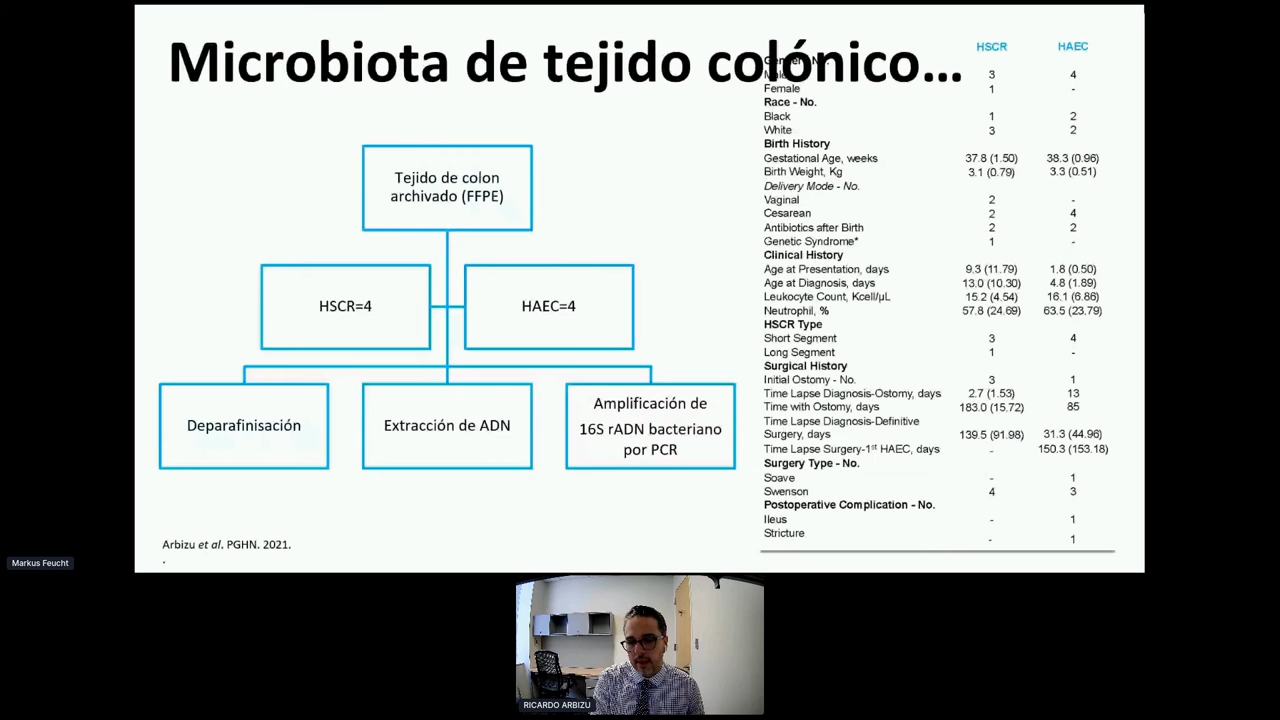 Microbiota de tejido colónico...
Tejido de colon
archivado (FFPE)
HSCR=4
HAEC=4
Deparafinisación
Extracción de ADN
Amplificación de
16S rADN bacteriano
por PCR
Arbizu et al. PGHN. 2021.
.
HSCR HAEC
Male 3 4
Female 1 -
Race - No.
Black 1 2
White 3 2
Birth History
Gestational Age, weeks 37.8 (1.50) 38.3 (0.96)
Birth Weight, Kg 3.1 (0.79) 3.3 (0.51)
Delivery Mode - No.
Vaginal 2 -
Cesarean 2 4
Antibiotics after Birth 2 2
Genetic Syndrome* 1 -
Clinical History
Age at Presentation, days 9.3 (11.79) 1.8 (0.50)
Age at Diagnosis, days 13.0 (10.30) 4.8 (1.89)
Leukocyte Count, Kcell/µL 15.2 (4.54) 16.1 (6.86)
Neutrophil, % 57.8 (24.69) 63.5 (23.79)
HSCR Type
Short Segment 3 4
Long Segment 1 -
Surgical History
Initial Ostomy - No. 3 1
Time Lapse Diagnosis-Ostomy, days 2.7 (1.53) 13
Time with Ostomy, days 183.0 (15.72) 85
Time Lapse Diagnosis-Definitive
Surgery, days 139.5 (91.98) 31.3 (44.96)
Time Lapse Surgery-1st HAEC, days - 150.3 (153.18)
Surgery Type - No.
Soave - 1
Swenson 4 3
Postoperative Complication - No.
Ileus - 1
Stricture - 1
Markus Feucht
RICARDO ARBIZU